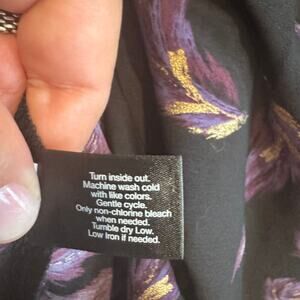 Turn inside out.
Machine wash cold
with like colors.
Gentle cycle.
Only non-chlorine bleach
when needed.
Tumble dry Low.
Low Iron if needed.